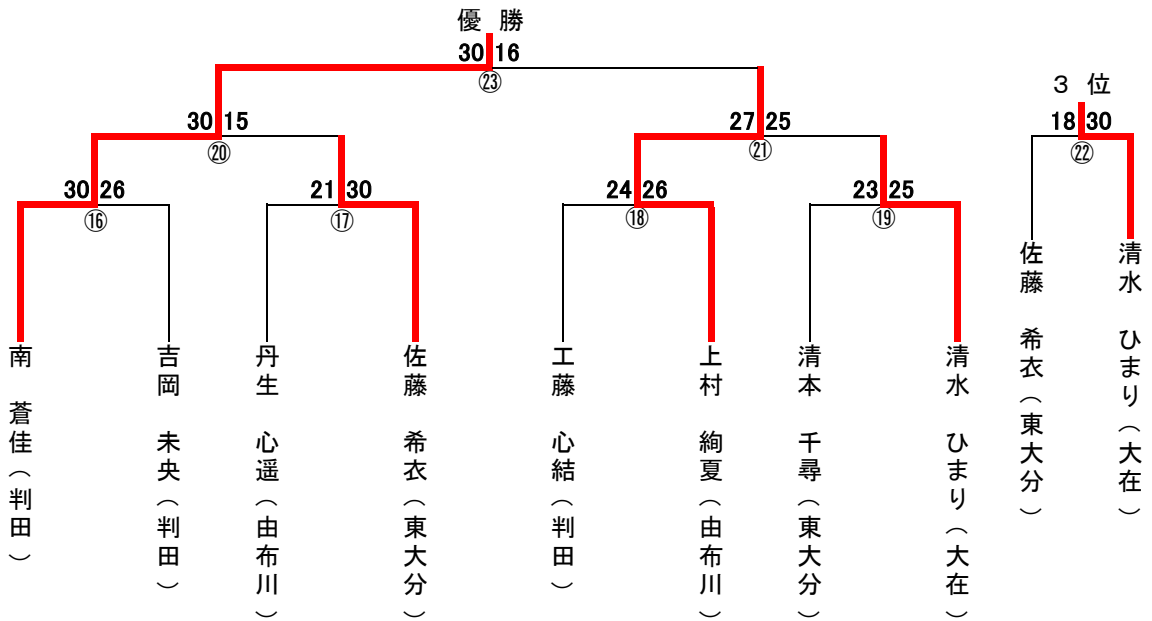 優 勝
30 16
㉓
3 位
30 15
⑳
27 25
㉑
18 30
㉒
30 26
⑯
21 30
⑰
24 26
⑱
23 25
⑲
南 蒼佳(判田)
吉岡 未央(判田)
丹生 心遥(由布川)
佐藤 希衣(東大分)
工藤 心結(判田)
上村 絢夏(由布川)
清本 千尋(東大分)
清水 ひまり(大在)
佐藤 希衣(東大分)
清水 ひまり(大在)